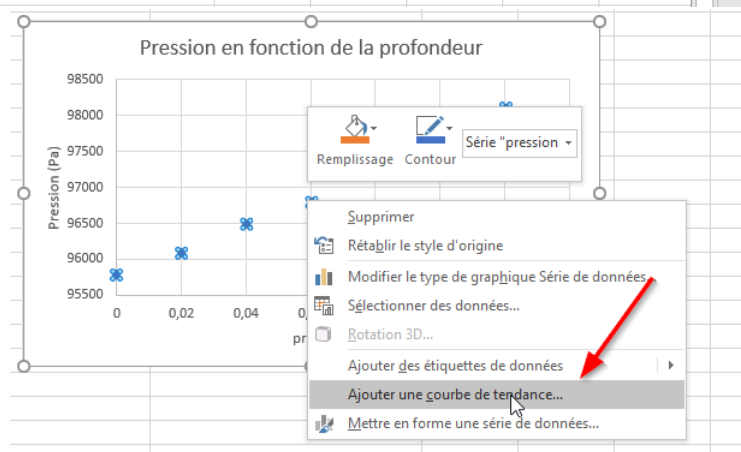 Pression en fonction de la profondeur
98500
98000
97500
97000
96500
96000
95500
Pression (Pa)
0 0,02 0,04
Remplissage Contour Série "pression
Supprimer
Rétablir le style d'origine
Modifier le type de graphique Série de données...
Sélectionner des données...
Rotation 3D...
Ajouter des étiquettes de données
Ajouter une courbe de tendance...
Mettre en forme une série de données...